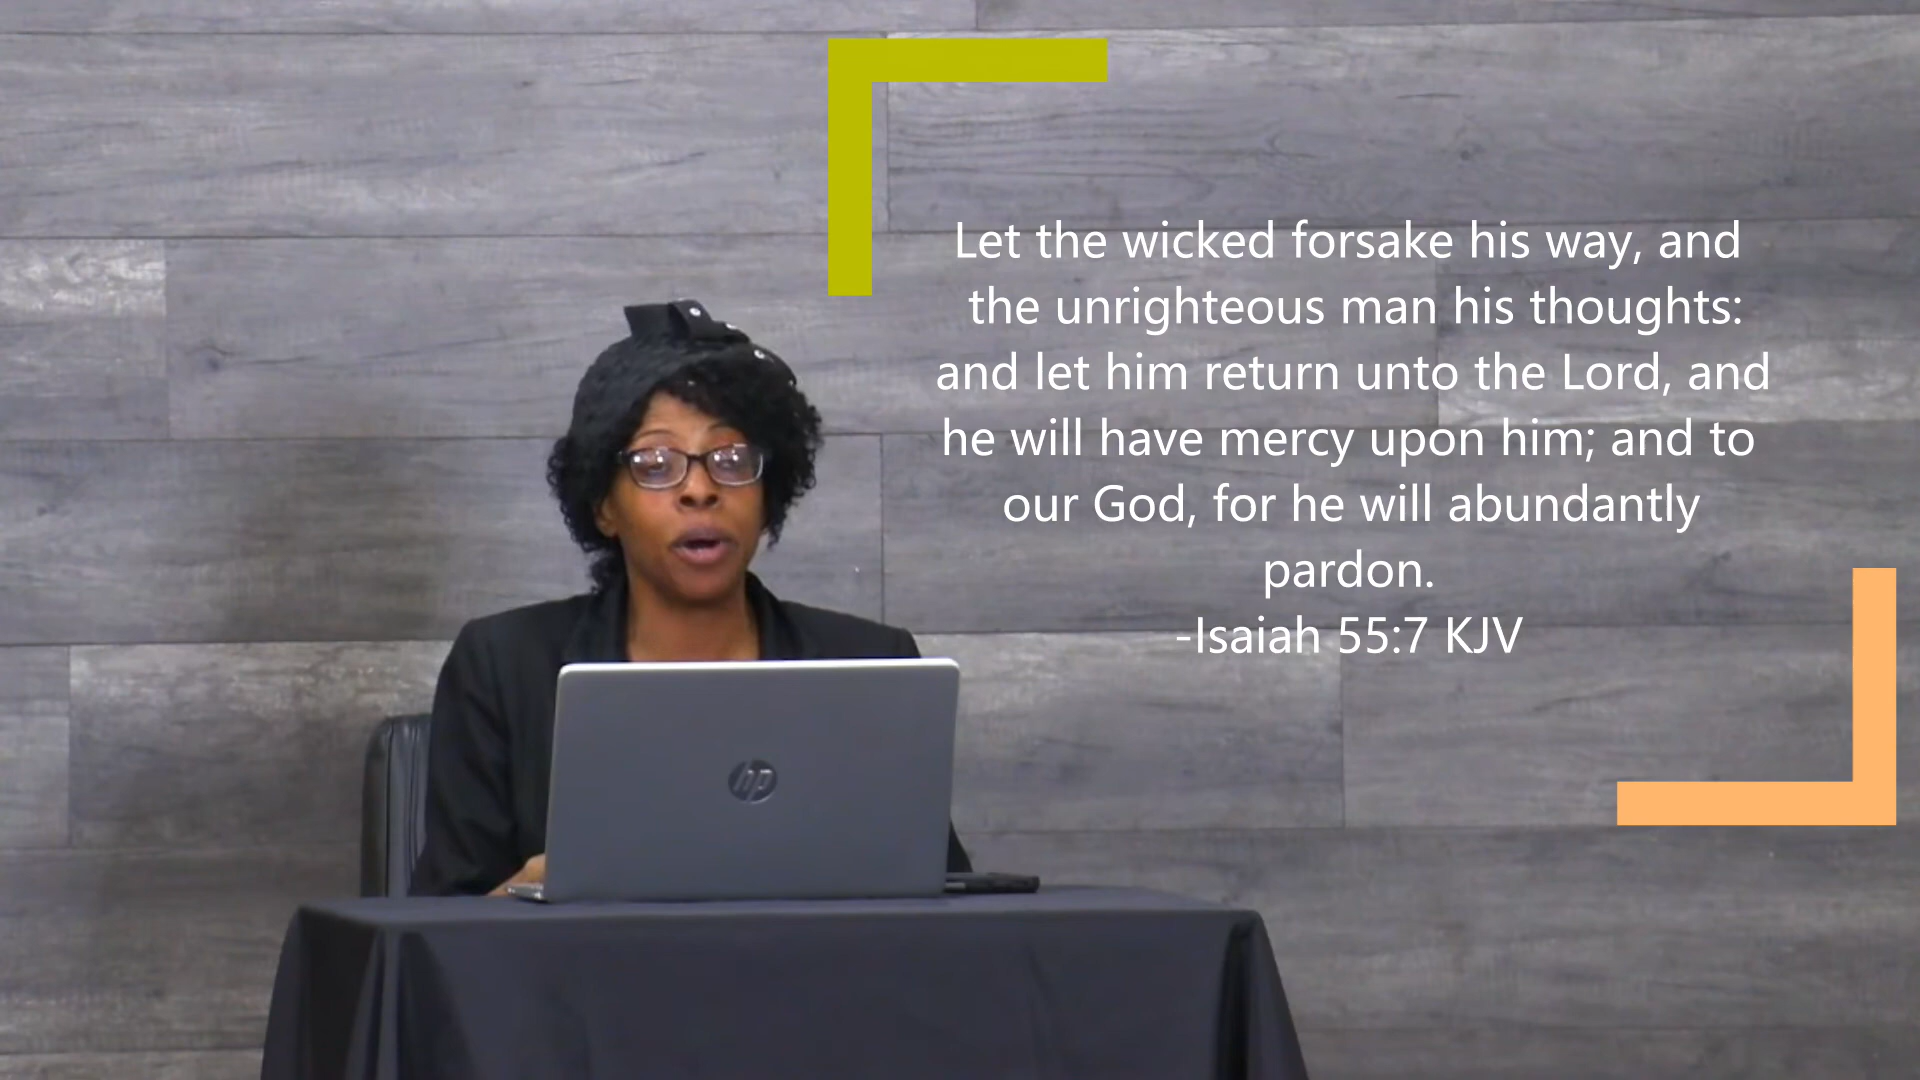 Let the wicked forsake his way, and
the unrighteous man his thoughts:
and let him return unto the Lord, and
he will have mercy upon him; and to
our God, for he will abundantly
pardon.
-Isaiah 55:7 KJV
hp